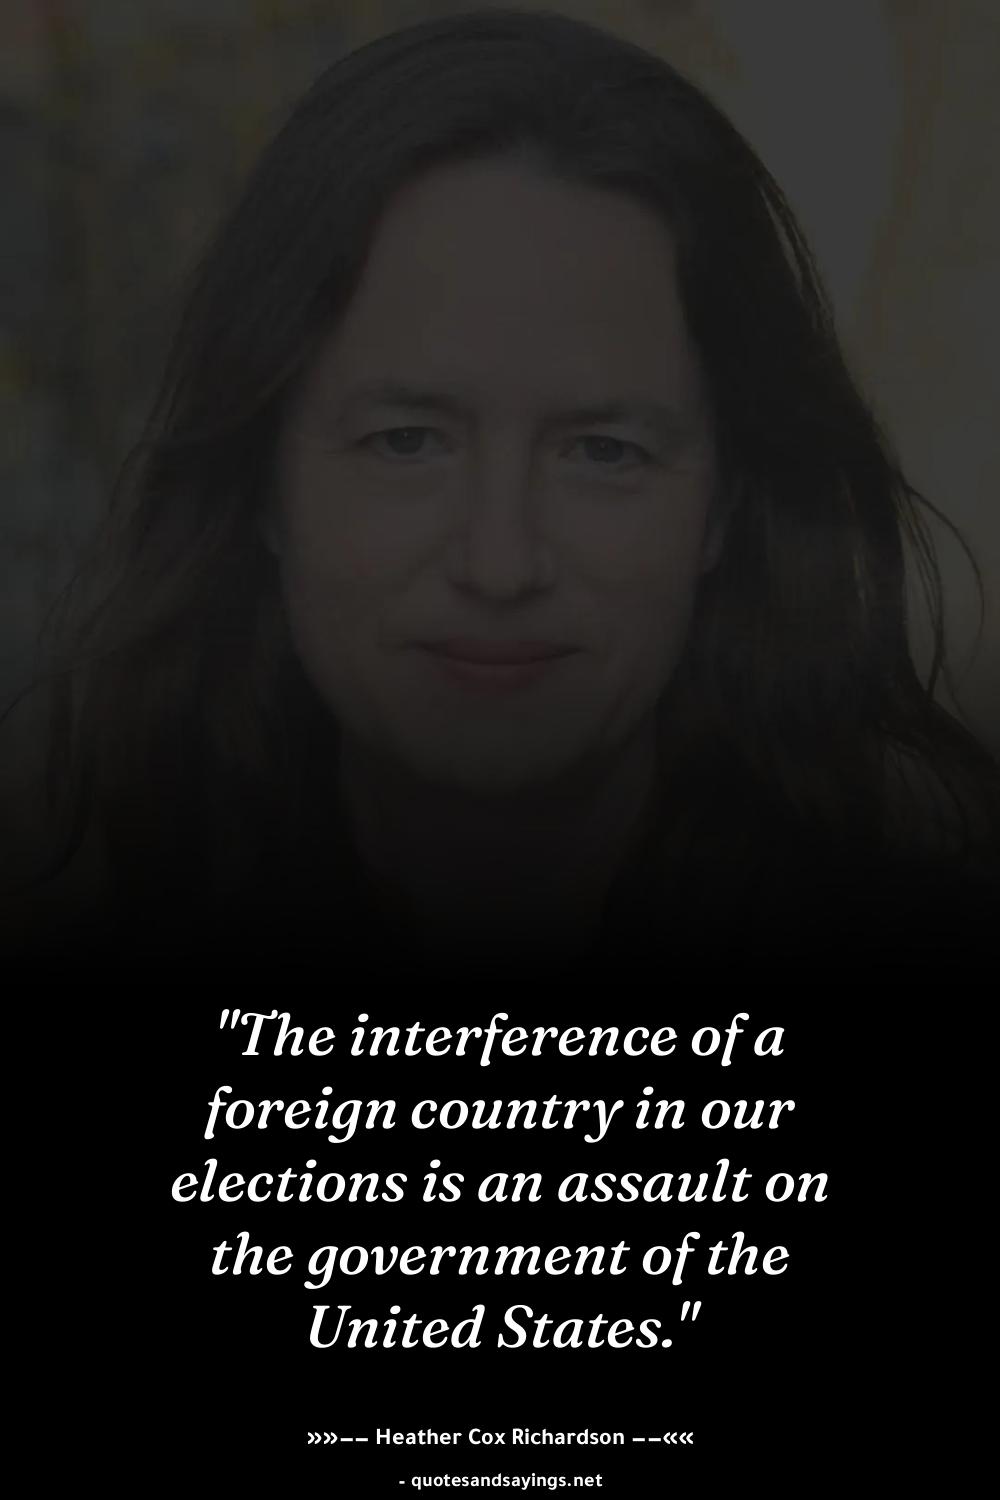 "The interference of a
foreign country in our
elections is an assault on
the government of the
United States."
»»–– Heather Cox Richardson ––««
- quotesandsayings.net